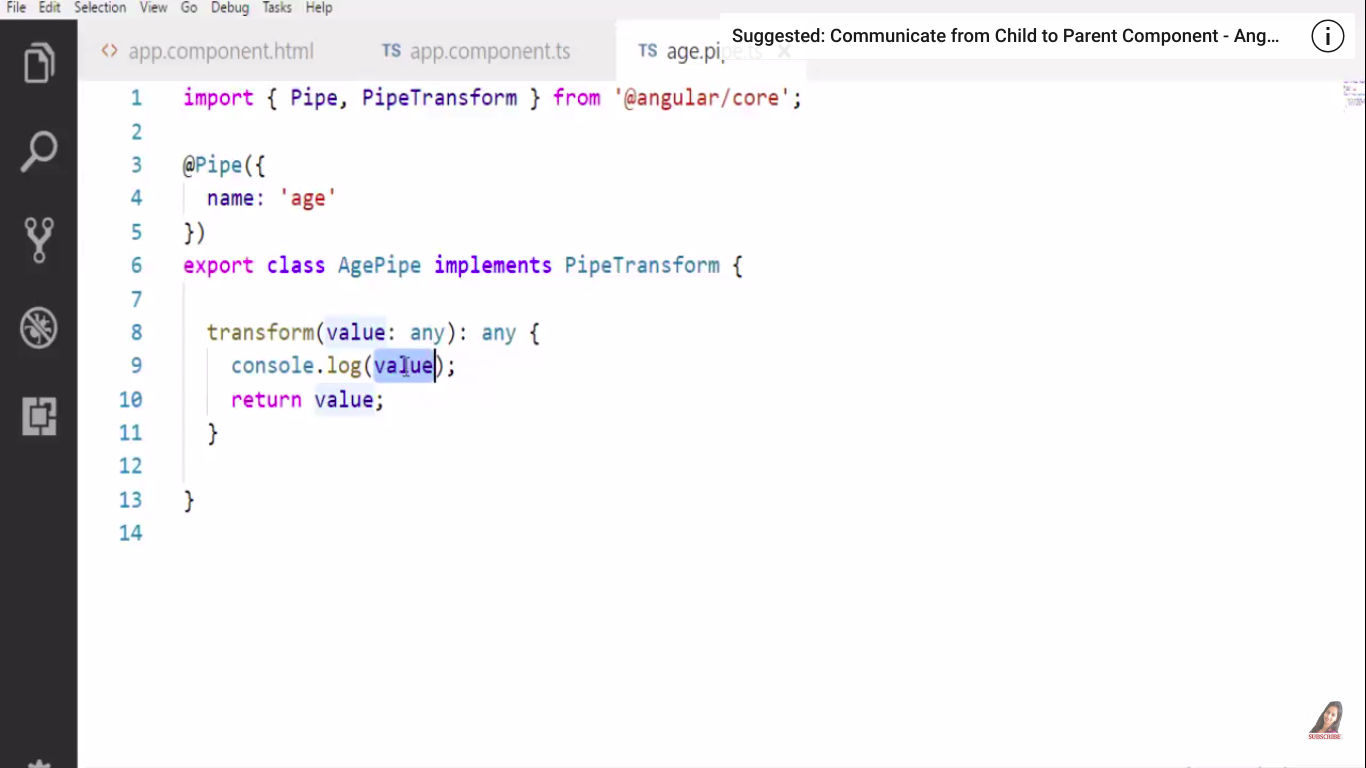 File Edit Selection View Go Debug Tasks Help
Suggested: Communicate from Child to Parent Component - Ang...
app.component.html TS app.component.ts TS age.pipe.ts
1 import { Pipe, PipeTransform } from '@angular/core';
2
3 @Pipe({
4 name: 'age'
5 })
6 export class AgePipe implements PipeTransform {
7
8 transform(value: any): any {
9 console.log(value);
10 return value;
11 }
12
13 }
14
SUBSCRIBE